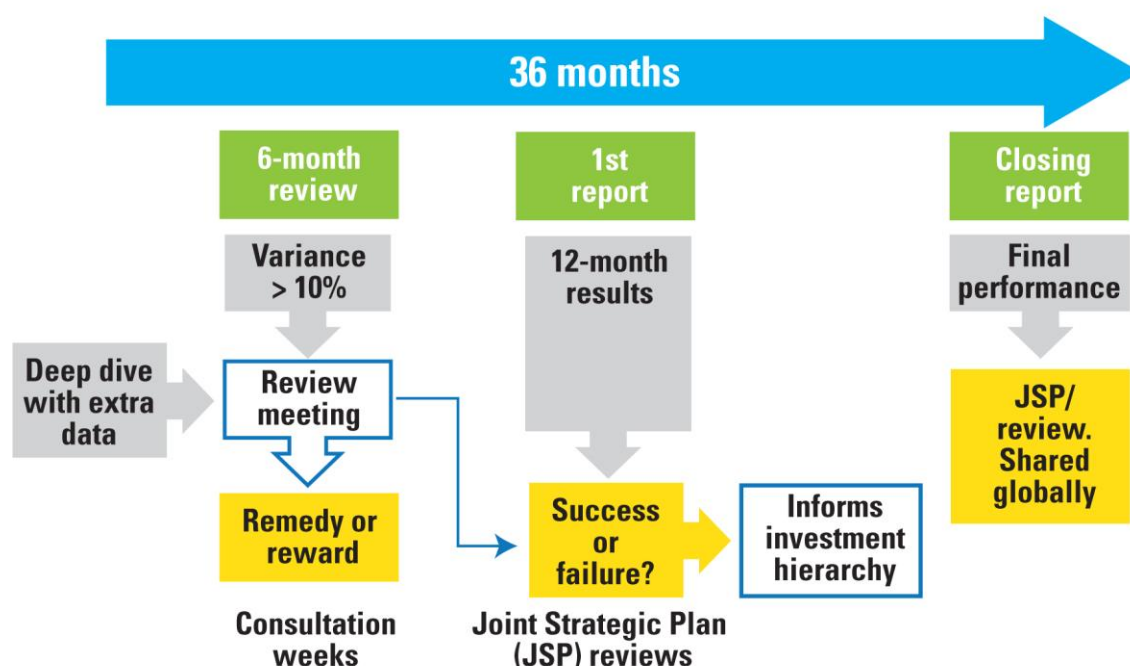 36 months
6-month
review
Variance
> 10%
Deep dive
with extra
data
Review
meeting
Remedy or
reward
Consultation
weeks
1st
report
12-month
results
Success
or
failure?
Joint Strategic Plan
(JSP) reviews
Informs
investment
hierarchy
Closing
report
Final
performance
JSP/
review.
Shared
globally